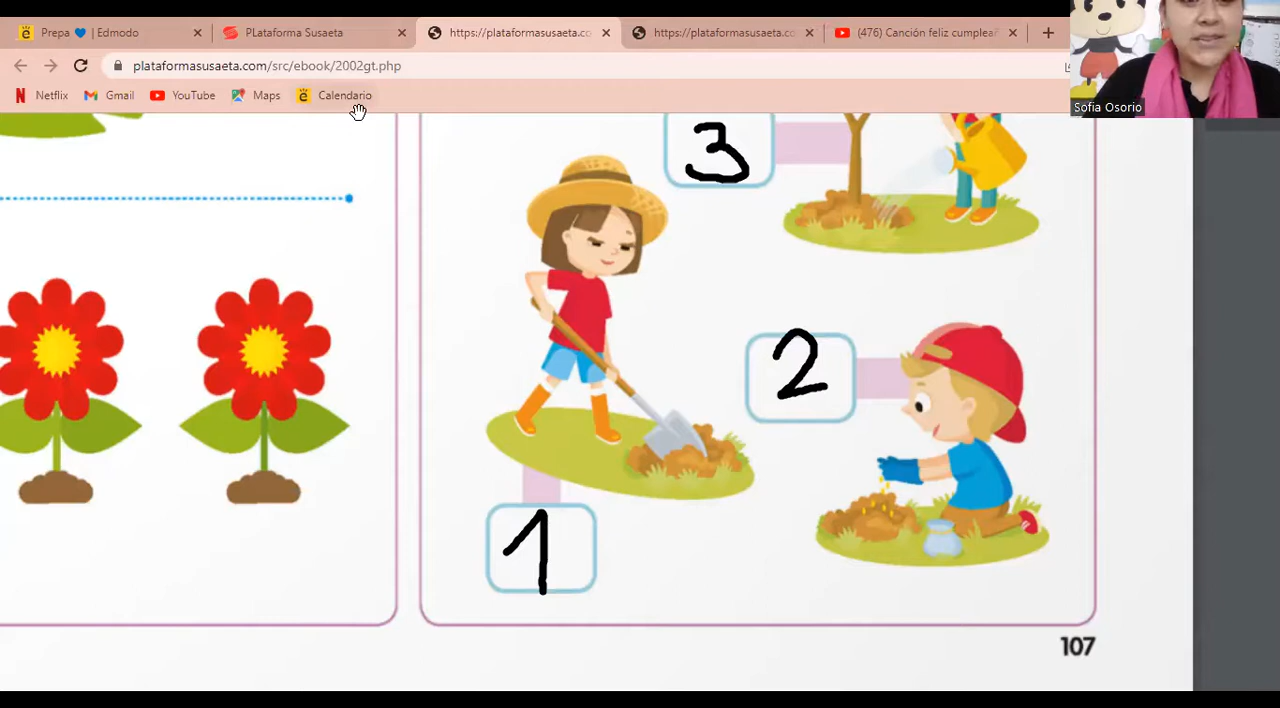 Prepa 💙 | Edmodo
PLataforma Susaeta
https://plataformasusaeta.co
https://plataformasusaeta.co
(476) Canción feliz cumpleañ
plataformasusaeta.com/src/ebook/2002gt.php
Netflix
Gmail
YouTube
Maps
Calendario
Sofia Osorio
3
2
1
107